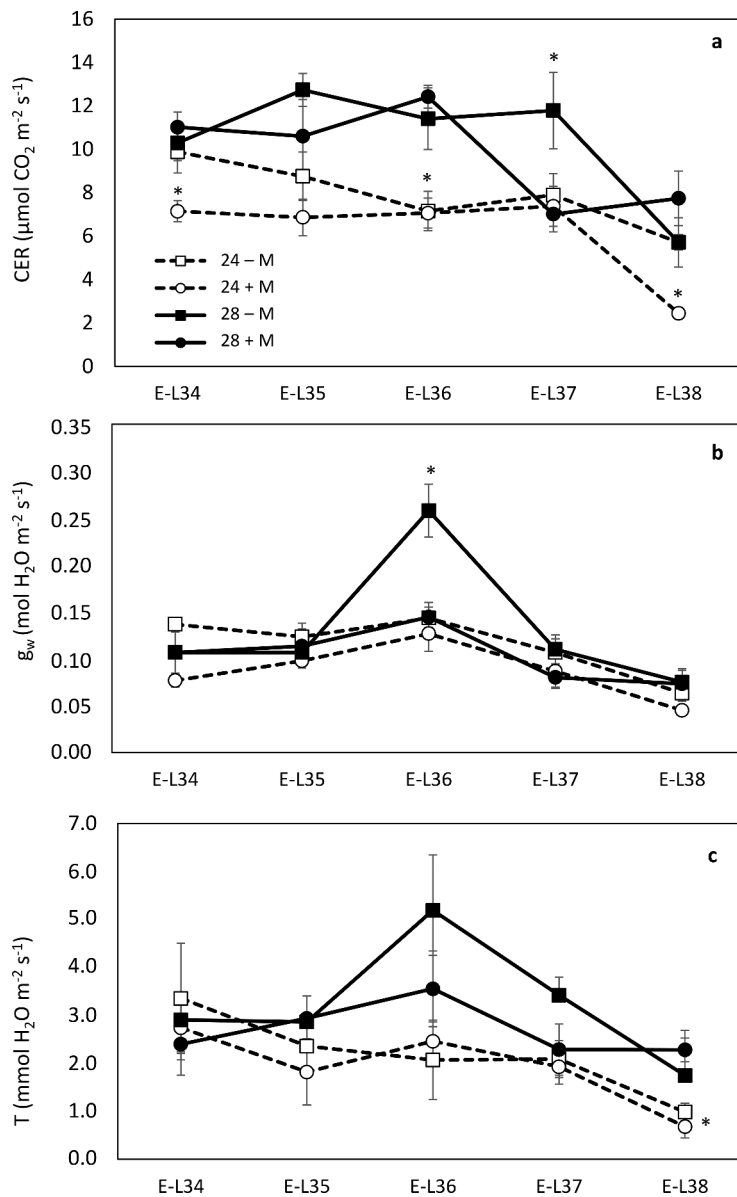 16
a
14
*
12
10
8
*
*
6
4
*
2
0
CER (µmol CO₂ m⁻² s⁻¹)
24 – M
24 + M
28 – M
28 + M
E-L34 E-L35 E-L36 E-L37 E-L38
0.35
b
0.30
*
0.25
0.20
0.15
0.10
0.05
0.00
g_w (mol H₂O m⁻² s⁻¹)
E-L34 E-L35 E-L36 E-L37 E-L38
7.0
c
6.0
5.0
4.0
3.0
2.0
1.0
*
0.0
T (mmol H₂O m⁻² s⁻¹)
E-L34 E-L35 E-L36 E-L37 E-L38